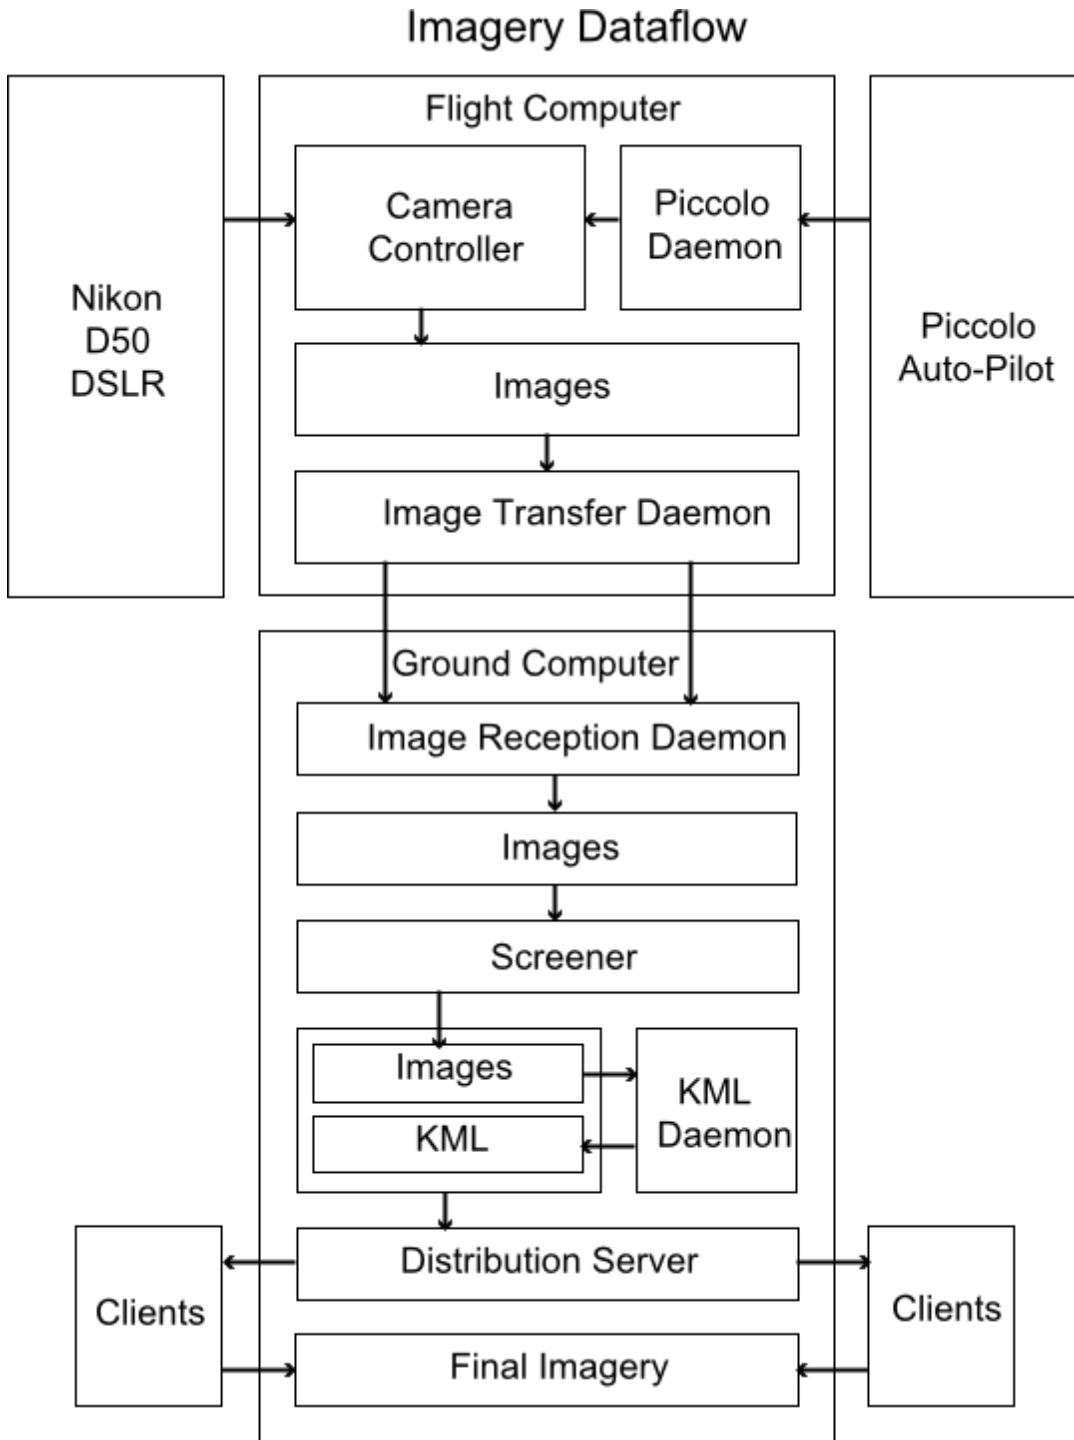 Imagery Dataflow
Flight Computer
Nikon
D50
DSLR
Camera
Controller
Piccolo
Daemon
Piccolo
Auto-Pilot
Images
Image Transfer Daemon
Ground Computer
Image Reception Daemon
Images
Screener
Images
KML
KML
Daemon
Distribution Server
Clients
Clients
Final Imagery